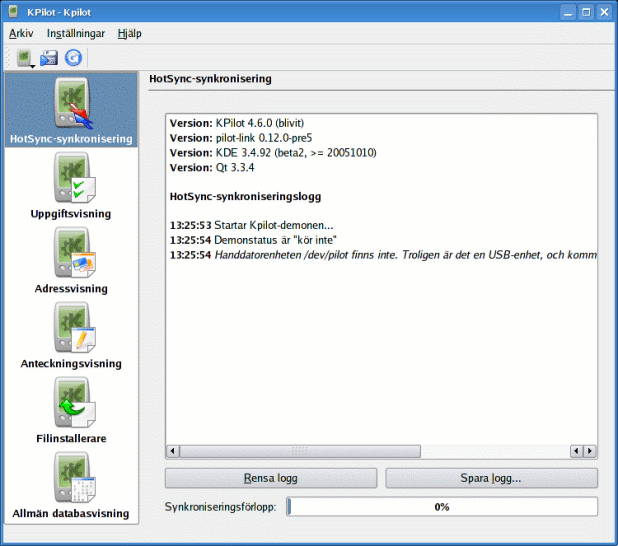 KPilot - Kpilot
Arkiv Inställningar Hjälp
HotSync-synkronisering
Uppgiftsvisning
Adressvisning
Anteckningsvisning
Filinstallerare
Allmän databasvisning
HotSync-synkronisering
Version: KPilot 4.6.0 (blivit)
Version: pilot-link 0.12.0-pre5
Version: KDE 3.4.92 (beta2, >= 20051010)
Version: Qt 3.3.4
HotSync-synkroniseringslogg
13:25:53 Startar Kpilot-demonen...
13:25:54 Demonstatus är "kör inte"
13:25:54 Handdatorenheten /dev/pilot finns inte. Troligen är det en USB-enhet, och komm
Rensa logg Spara logg...
Synkroniseringsförlopp: 0%